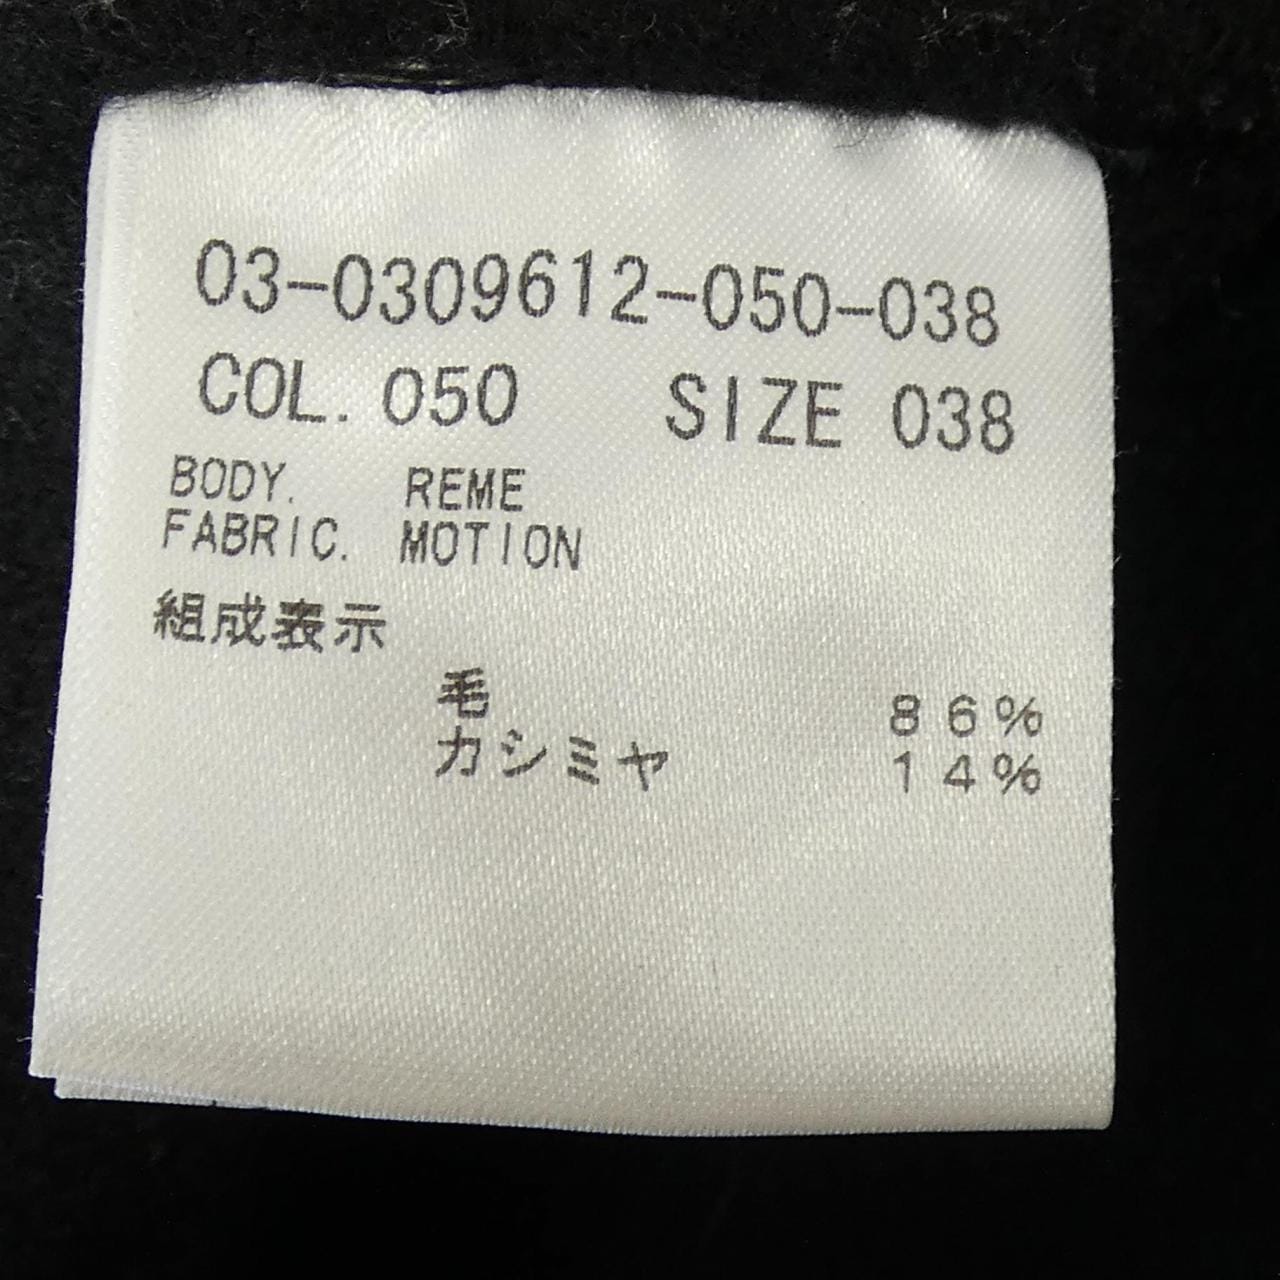 03-0309612-050-038
COL. 050 SIZE 038
BODY. REME
FABRIC. MOTION
組成表示
毛 86%
カシミヤ 14%